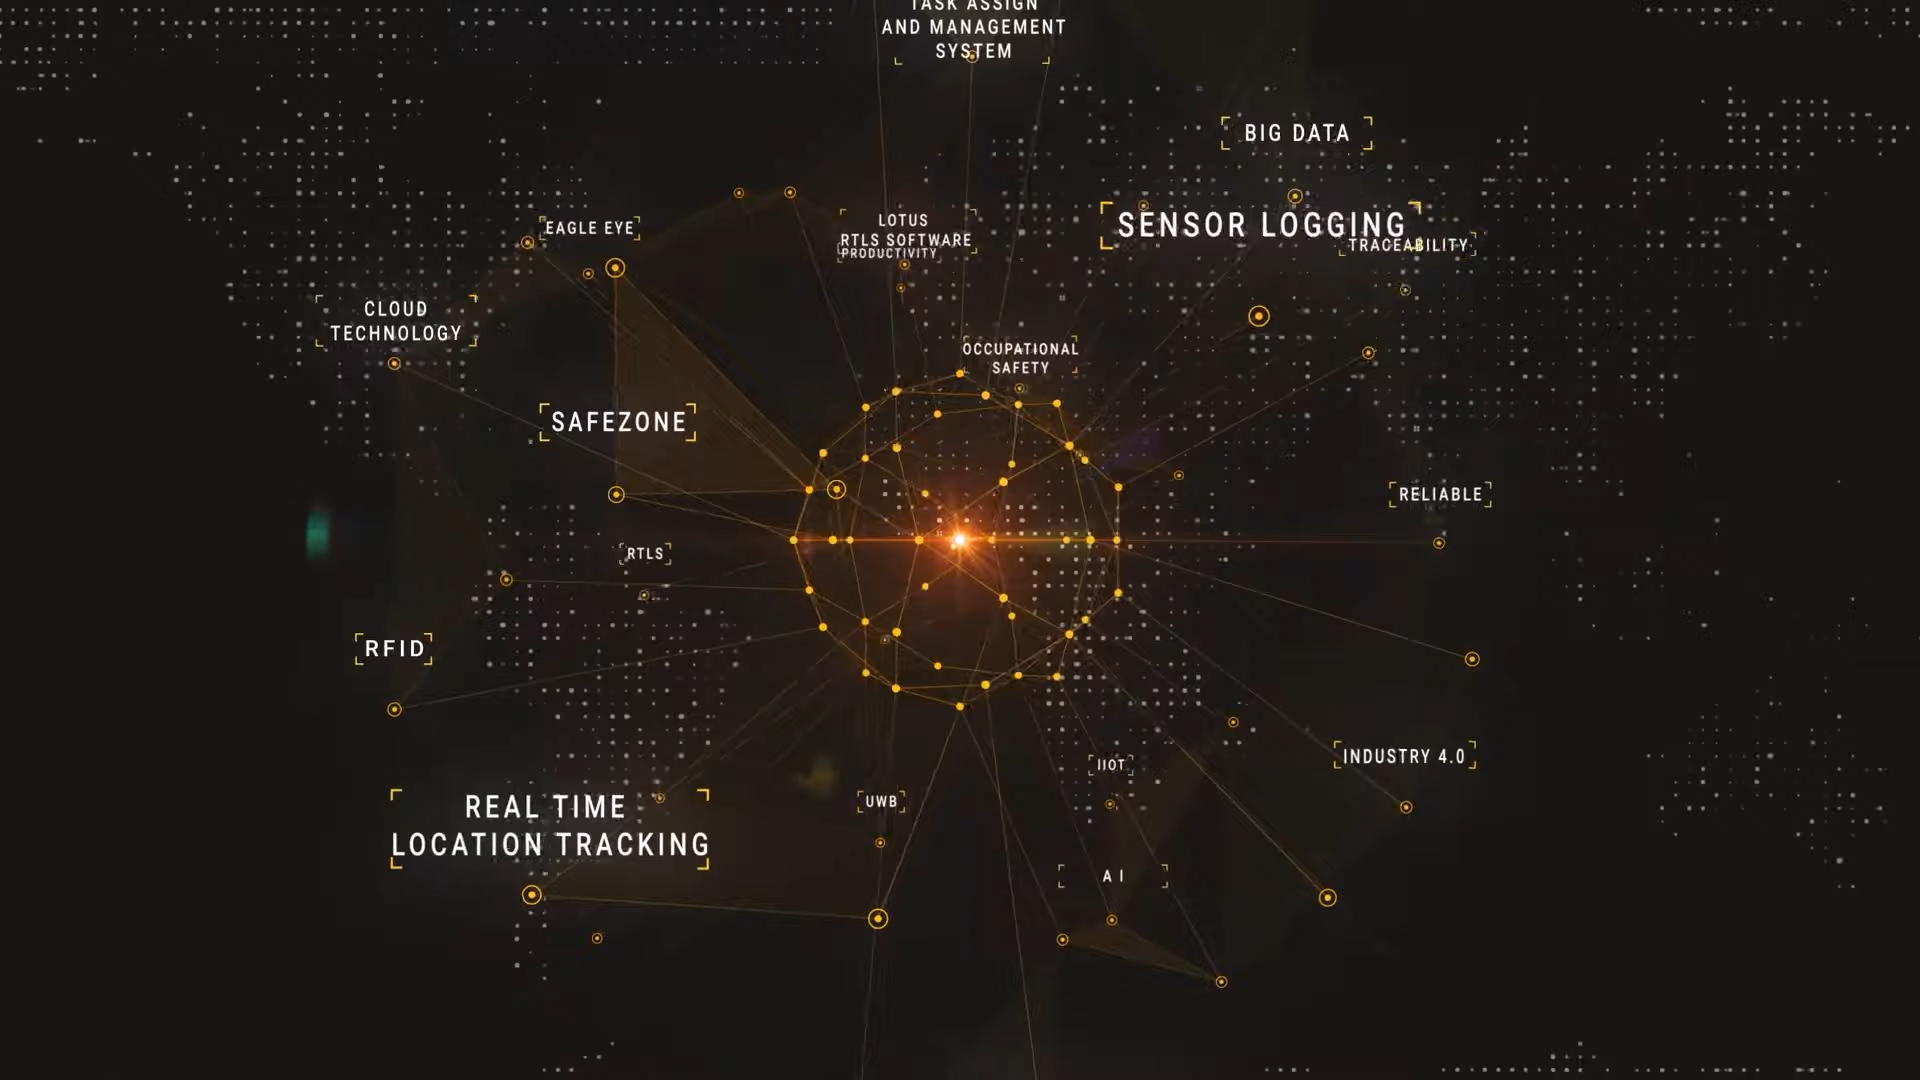 TASK ASSIGN
AND MANAGEMENT
SYSTEM
BIG DATA
SENSOR LOGGING
TRACEABILITY
EAGLE EYE
LOTUS
RTLS SOFTWARE
PRODUCTIVITY
CLOUD
TECHNOLOGY
OCCUPATIONAL
SAFETY
SAFEZONE
RELIABLE
RTLS
RFID
INDUSTRY 4.0
IIOT
REAL TIME
LOCATION TRACKING
UWB
AI